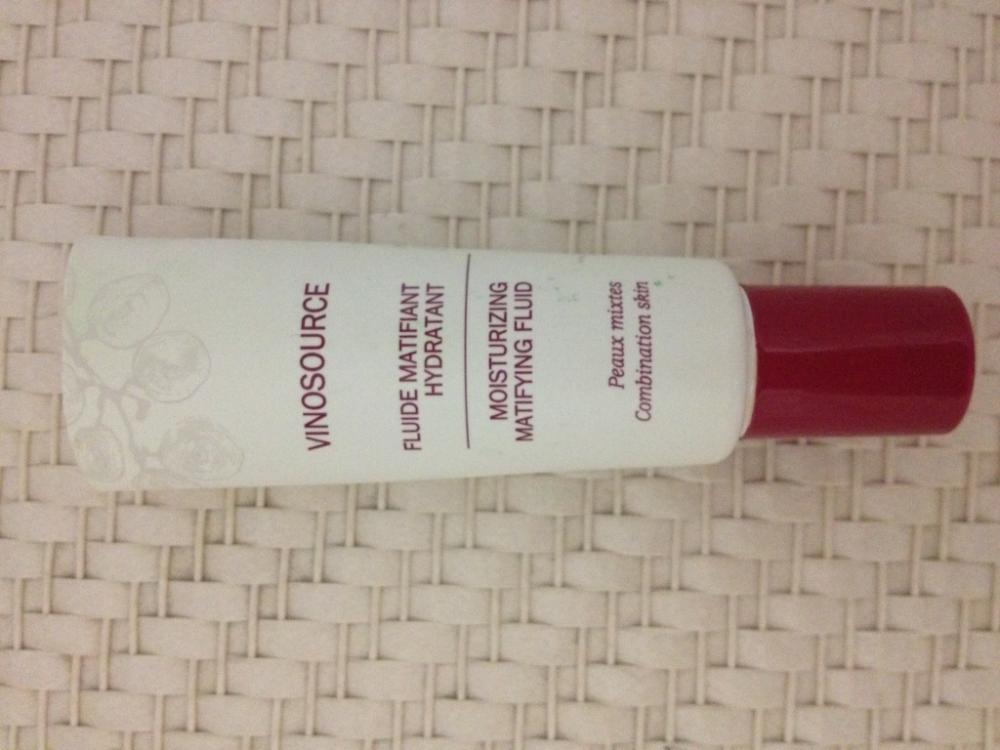 VINOSOURCE
FLUIDE MATIFIANT
HYDRATANT
MOISTURIZING
MATIFYING FLUID
Peaux mixtes
Combination skin